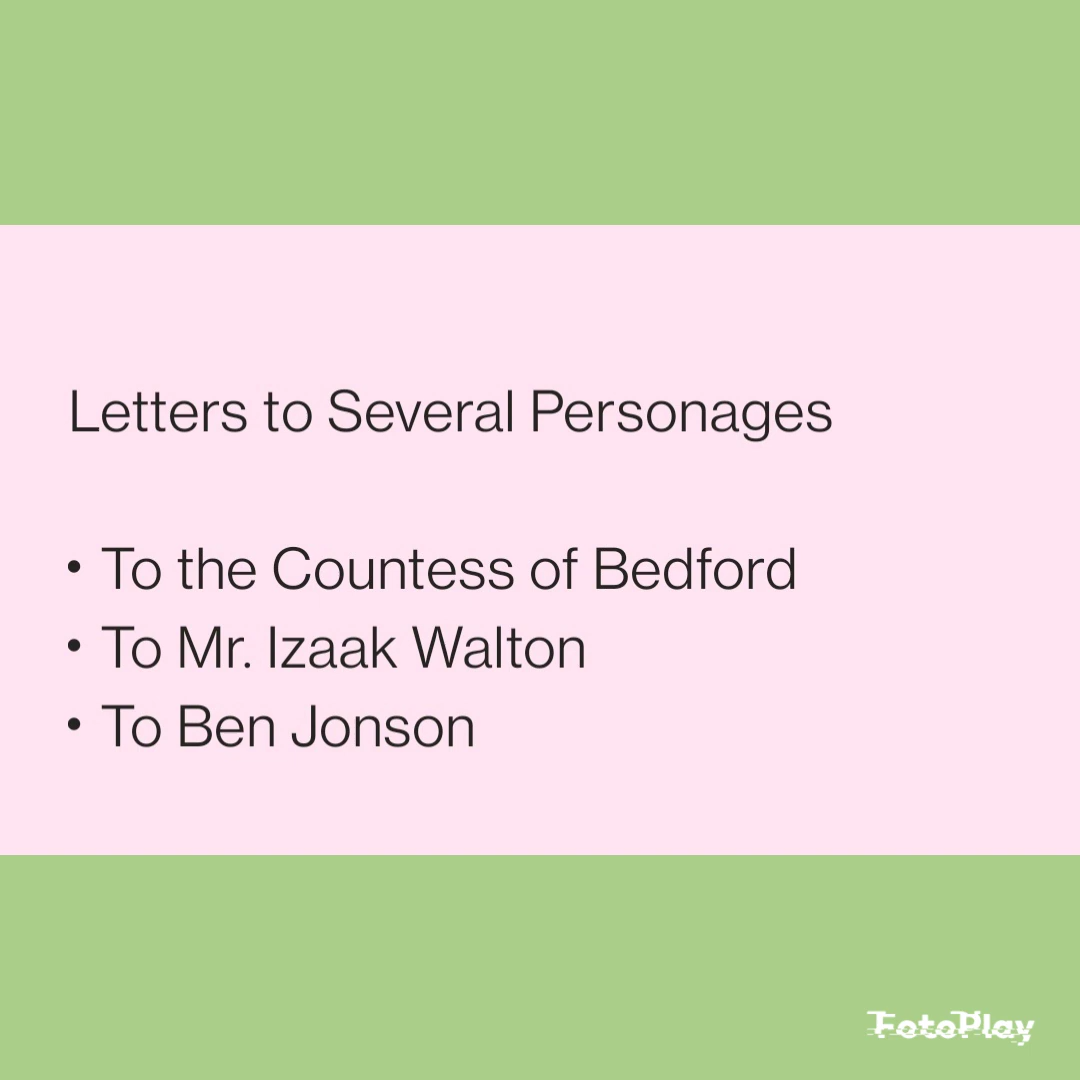 Letters to Several Personages
• To the Countess of Bedford
• To Mr. Izaak Walton
• To Ben Jonson
FotoPlay